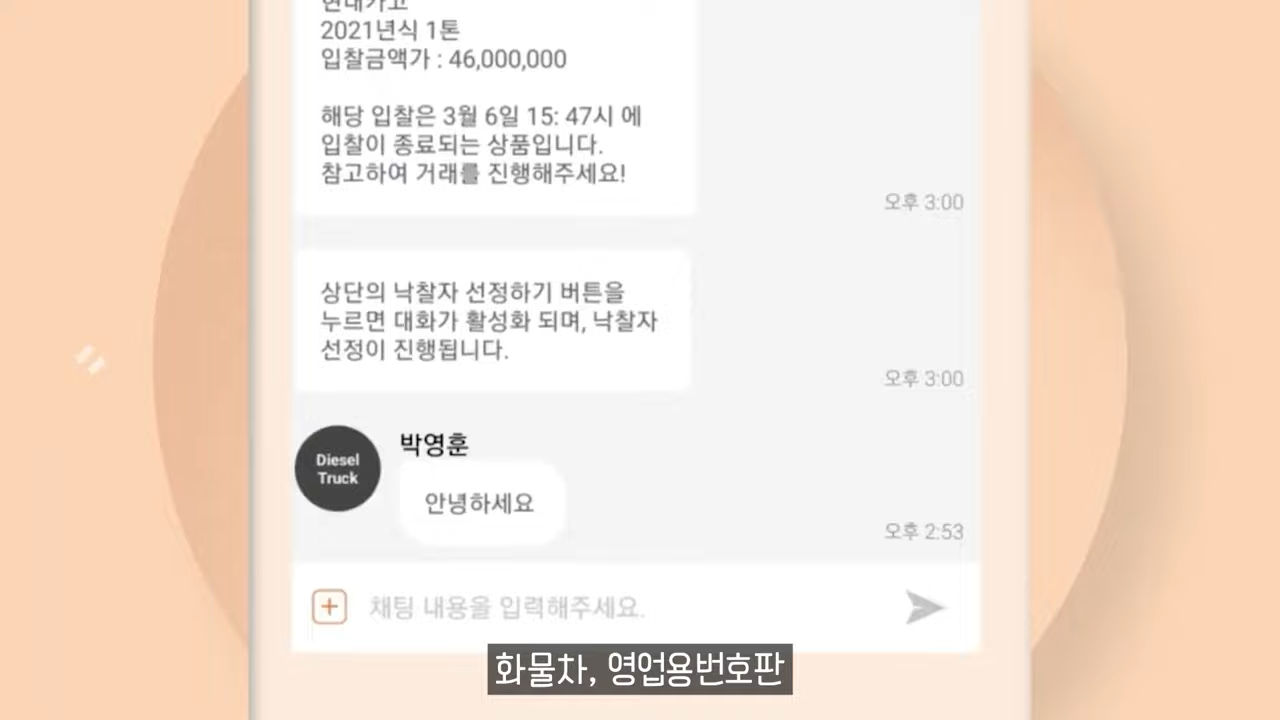 현대카고
2021년식 1톤
입찰금액가 : 46,000,000
해당 입찰은 3월 6일 15: 47시 에
입찰이 종료되는 상품입니다.
참고하여 거래를 진행해주세요!
오후 3:00
상단의 낙찰자 선정하기 버튼을
누르면 대화가 활성화 되며, 낙찰자
선정이 진행됩니다.
오후 3:00
Diesel
Truck
박영훈
안녕하세요
오후 2:53
채팅 내용을 입력해주세요.
화물차, 영업용번호판